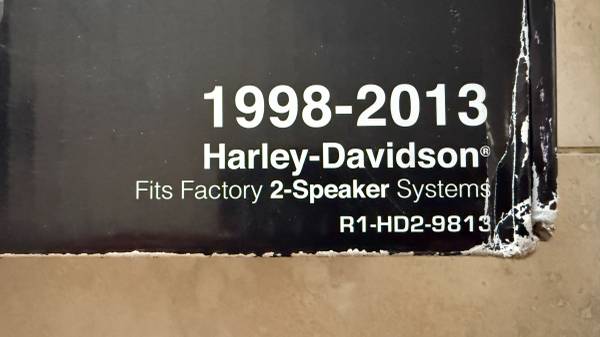 1998-2013
Harley-Davidson®
Fits Factory 2-Speaker Systems
R1-HD2-9813